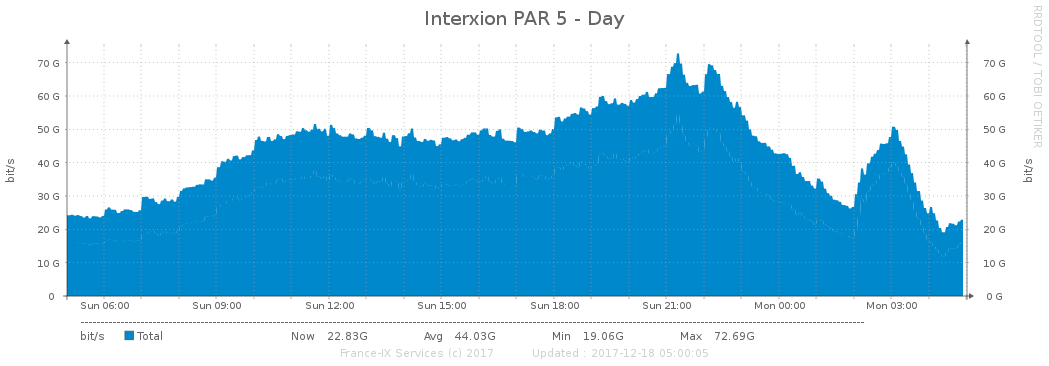 Interxion PAR 5 - Day
RRDTOOL / TOBI OETIKER
bit/s
70 G
60 G
50 G
40 G
30 G
20 G
10 G
0
70 G
60 G
50 G
40 G
30 G
20 G
10 G
0 G
bit/s
Sun 06:00 Sun 09:00 Sun 12:00 Sun 15:00 Sun 18:00 Sun 21:00 Mon 00:00 Mon 03:00
bit/s Total Now 22.83G Avg 44.03G Min 19.06G Max 72.69G
France-IX Services (c) 2017 Updated : 2017-12-18 05:00:05